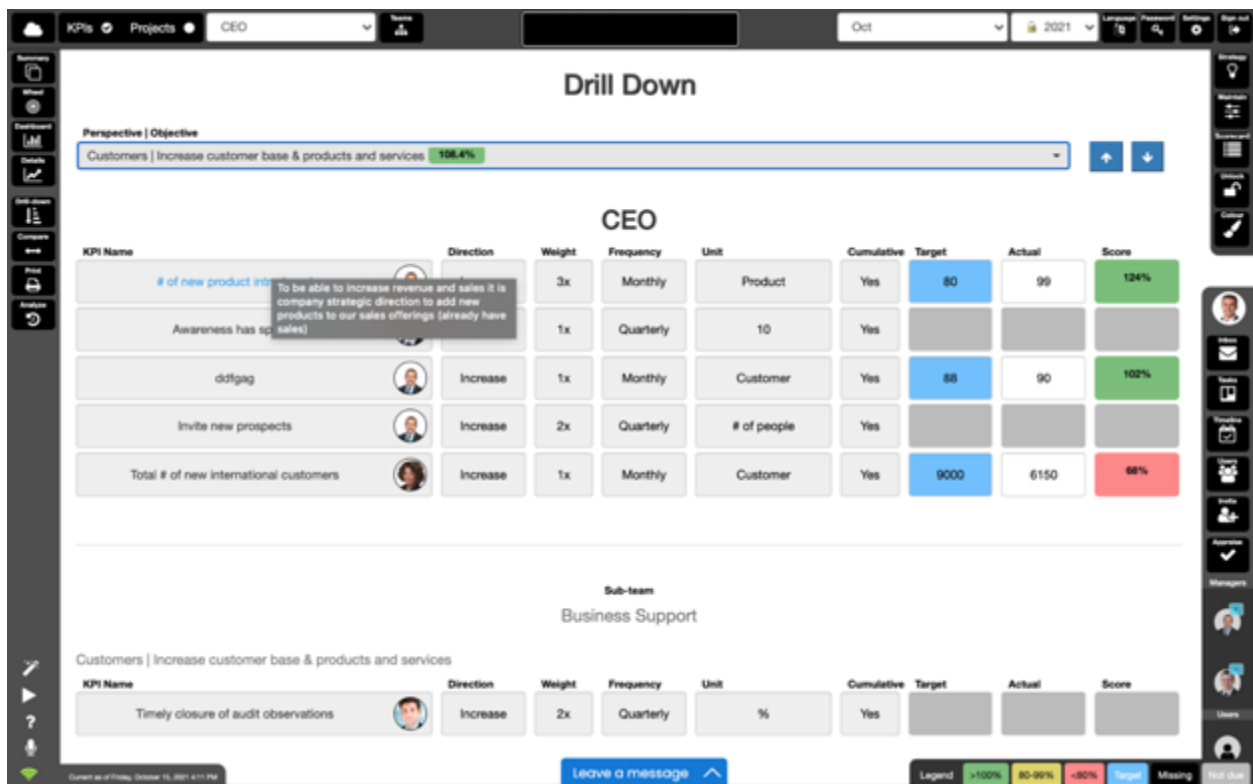 KPIs Projects CEO Teams Oct 2021 Language Password Settings Sign out
Summary
Wheel
Dashboard
Details
Drill-down
Compare
Print
Analyze
Strategy
Maintain
Scorecard
Unlock
Colour
Drill Down
Perspective | Objective
Customers | Increase customer base & products and services 108.4%
CEO
KPI Name Direction Weight Frequency Unit Cumulative Target Actual Score
# of new product 3x Monthly Product Yes 80 99 124%
To be able to increase revenue and sales it is
company strategic direction to add new
products to our sales offerings (already have
sales)
Awareness has 1x Quarterly 10 Yes
ddfgag Increase 1x Monthly Customer Yes 88 90 102%
Invite new prospects Increase 2x Quarterly # of people Yes
Total # of new international customers Increase 1x Monthly Customer Yes 9000 6150 68%
Sub-team
Business Support
Customers | Increase customer base & products and services
KPI Name Direction Weight Frequency Unit Cumulative Target Actual Score
Timely closure of audit observations Increase 2x Quarterly % Yes
Inbox
Tasks
Timeline
Users
Invite
Appraise
Managers
Users
?
Current as of Friday, October 15, 2021 4:11 PM
Leave a message
Legend >100% 80-99% <80% Target Missing Not due